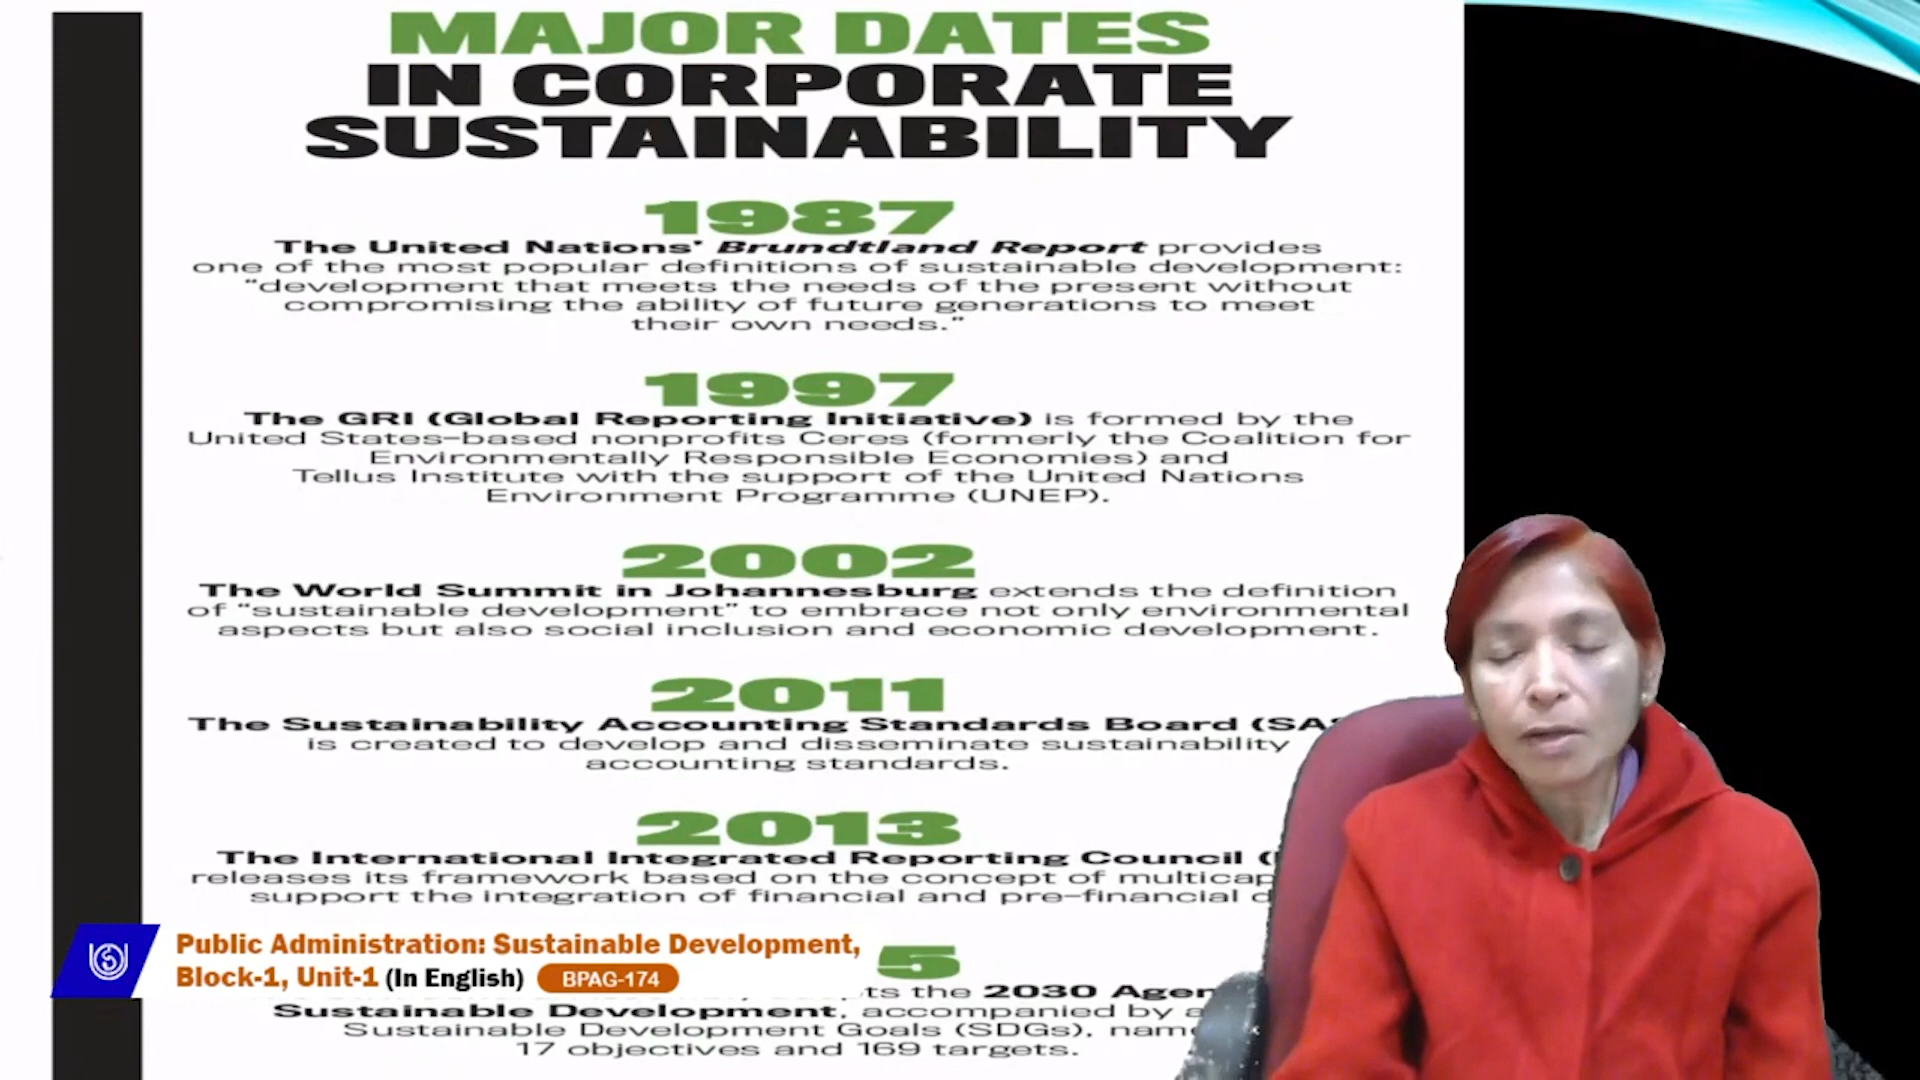 MAJOR DATES
IN CORPORATE
SUSTAINABILITY
1987
The United Nations' Brundtland Report provides
one of the most popular definitions of sustainable development:
“development that meets the needs of the present without
compromising the ability of future generations to meet
their own needs.”
1997
The GRI (Global Reporting Initiative) is formed by the
United States-based nonprofits Ceres (formerly the Coalition for
Environmentally Responsible Economies) and
Tellus Institute with the support of the United Nations
Environment Programme (UNEP).
2002
The World Summit in Johannesburg extends the definition
of “sustainable development” to embrace not only environmental
aspects but also social inclusion and economic development.
2011
The Sustainability Accounting Standards Board
is created to develop and disseminate sustainability
accounting standards.
2013
The International Integrated Reporting Council
releases its framework based on the concept of
support the integration of financial and pre-financial
5
the 2030
Sustainable Development, accompanied by
Sustainable Development Goals (SDGs),
17 objectives and 169 targets.
Public Administration: Sustainable Development,
Block-1, Unit-1 (In English) BPAG-174